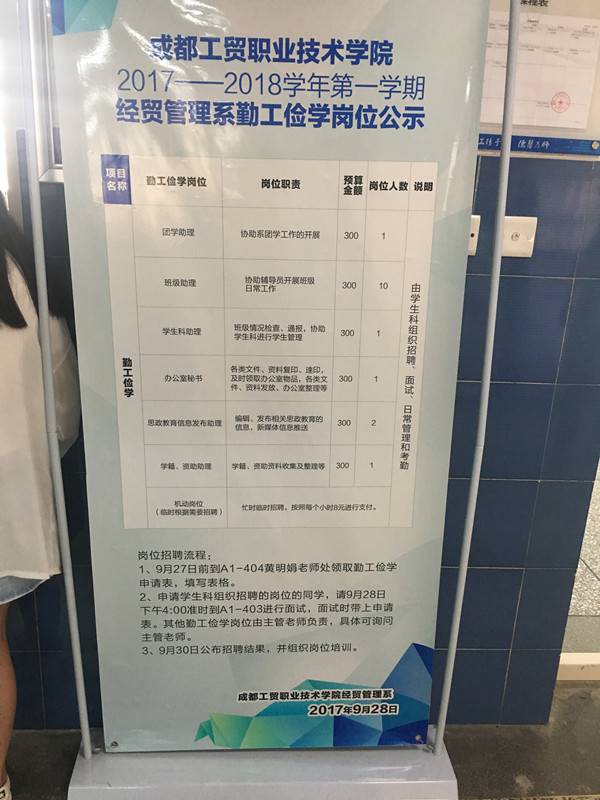 成都工贸职业技术学院
2017——2018学年第一学期
经贸管理系勤工俭学岗位公示
项目
名称
勤工俭学岗位
岗位职责
预算
金额
岗位人数
说明
勤工俭学
团学助理
协助系团学工作的开展
300
1
班级助理
协助辅导员开展班级
日常工作
300
10
学生科助理
班级情况检查、通报，协助
学生科进行学生管理
300
1
办公室秘书
各类文件、资料复印、速印，
及时领取办公室物品，各类文
件、资料发放、办公室整理等
300
1
思政教育信息发布助理
编辑、发布相关思政教育的
信息，新媒体信息推送
300
2
学籍、资助助理
学籍、资助资料收集及整理等
300
1
机动岗位
（临时根据需要招聘）
忙时临时招聘，按照每个小时8元进行支付。
由学生科组织招聘、面试、日常管理和考勤
岗位招聘流程；
1、9月27日前到A1-404黄明娟老师处领取勤工俭学
申请表，填写表格。
2、申请学生科组织招聘的岗位的同学，请9月28日
下午4:00准时到A1-403进行面试，面试时带上申请
表。其他勤工俭学岗位由主管老师负责，具体可询问
主管老师。
3、9月30日公布招聘结果，并组织岗位培训。
成都工贸职业技术学院经贸管理系
2017年9月28日